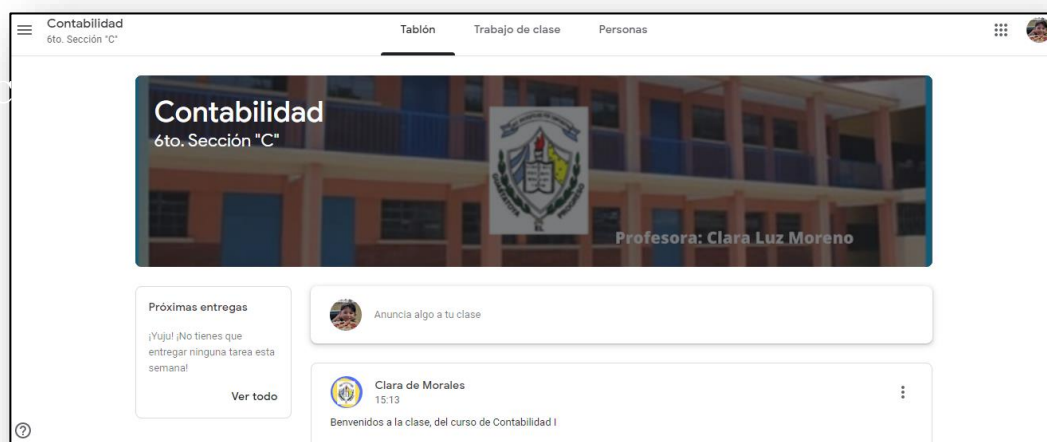 Contabilidad
6to. Sección "C"
Tablón Trabajo de clase Personas
Contabilidad
6to. Sección "C"
EL
Profesora: Clara Luz Moreno
Próximas entregas
¡Yuju! ¡No tienes que
entregar ninguna tarea esta
semana!
Ver todo
Anuncia algo a tu clase
Clara de Morales
15:13
Benvenidos a la clase, del curso de Contabilidad I